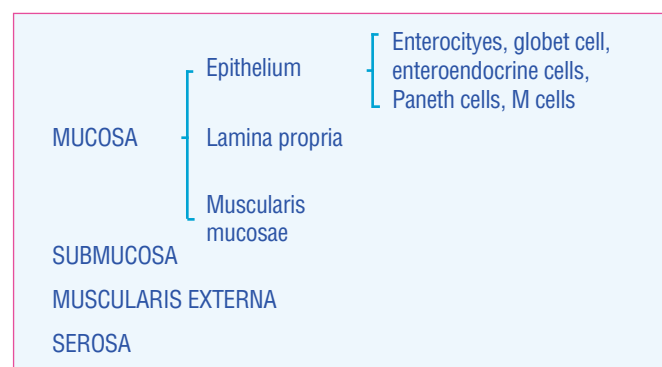 Enterocityes, globet cell,
enteroendocrine cells,
Paneth cells, M cells
Epithelium
MUCOSA
Lamina propria
Muscularis
mucosae
SUBMUCOSA
MUSCULARIS EXTERNA
SEROSA